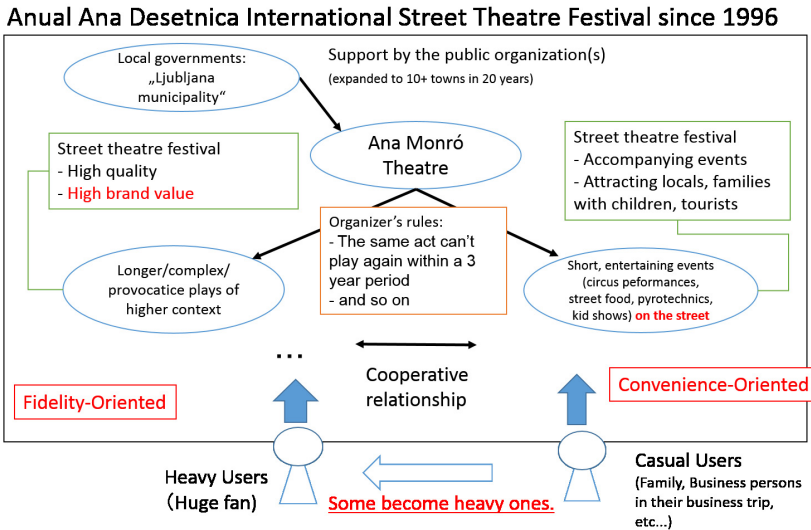 Anual Ana Desetnica International Street Theatre Festival since 1996
Local governments:
„Ljubljana
municipality“
Support by the public organization(s)
(expanded to 10+ towns in 20 years)
Ana Monró
Theatre
Street theatre festival
- High quality
- High brand value
Street theatre festival
- Accompanying events
- Attracting locals, families
with children, tourists
Organizer’s rules:
- The same act can’t
play again within a 3
year period
- and so on
Longer/complex/
provocatice plays of
higher context
Short, entertaining events
(circus peformances,
street food, pyrotechnics,
kid shows) on the street
...
Cooperative
relationship
Fidelity-Oriented
Convenience-Oriented
Heavy Users
(Huge fan)
Some become heavy ones.
Casual Users
(Family, Business persons
in their business trip,
etc...)